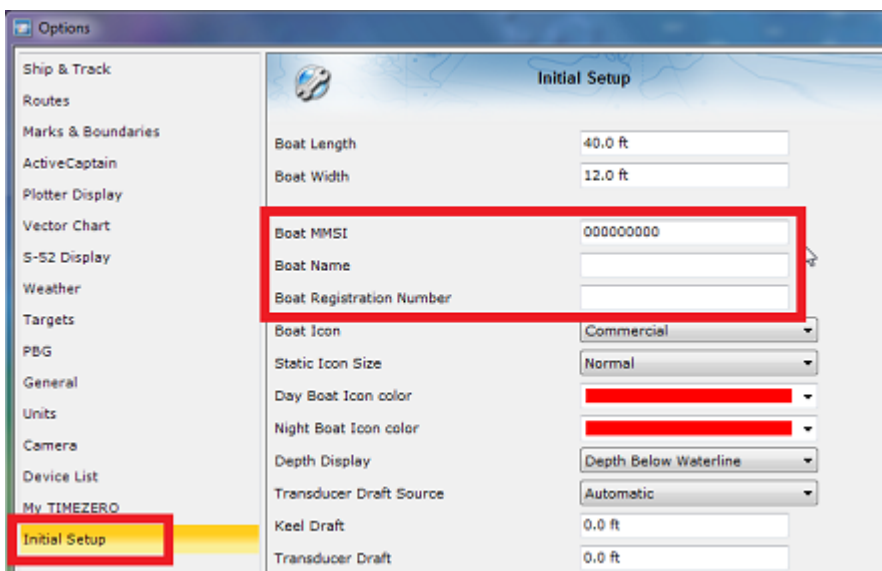 Options
Ship & Track
Routes
Marks & Boundaries
ActiveCaptain
Plotter Display
Vector Chart
S-52 Display
Weather
Targets
PBG
General
Units
Camera
Device List
My TIMEZERO
Initial Setup
Initial Setup
Boat Length 40.0 ft
Boat Width 12.0 ft
Boat MMSI 000000000
Boat Name
Boat Registration Number
Boat Icon Commercial
Static Icon Size Normal
Day Boat Icon color
Night Boat Icon color
Depth Display Depth Below Waterline
Transducer Draft Source Automatic
Keel Draft 0.0 ft
Transducer Draft 0.0 ft